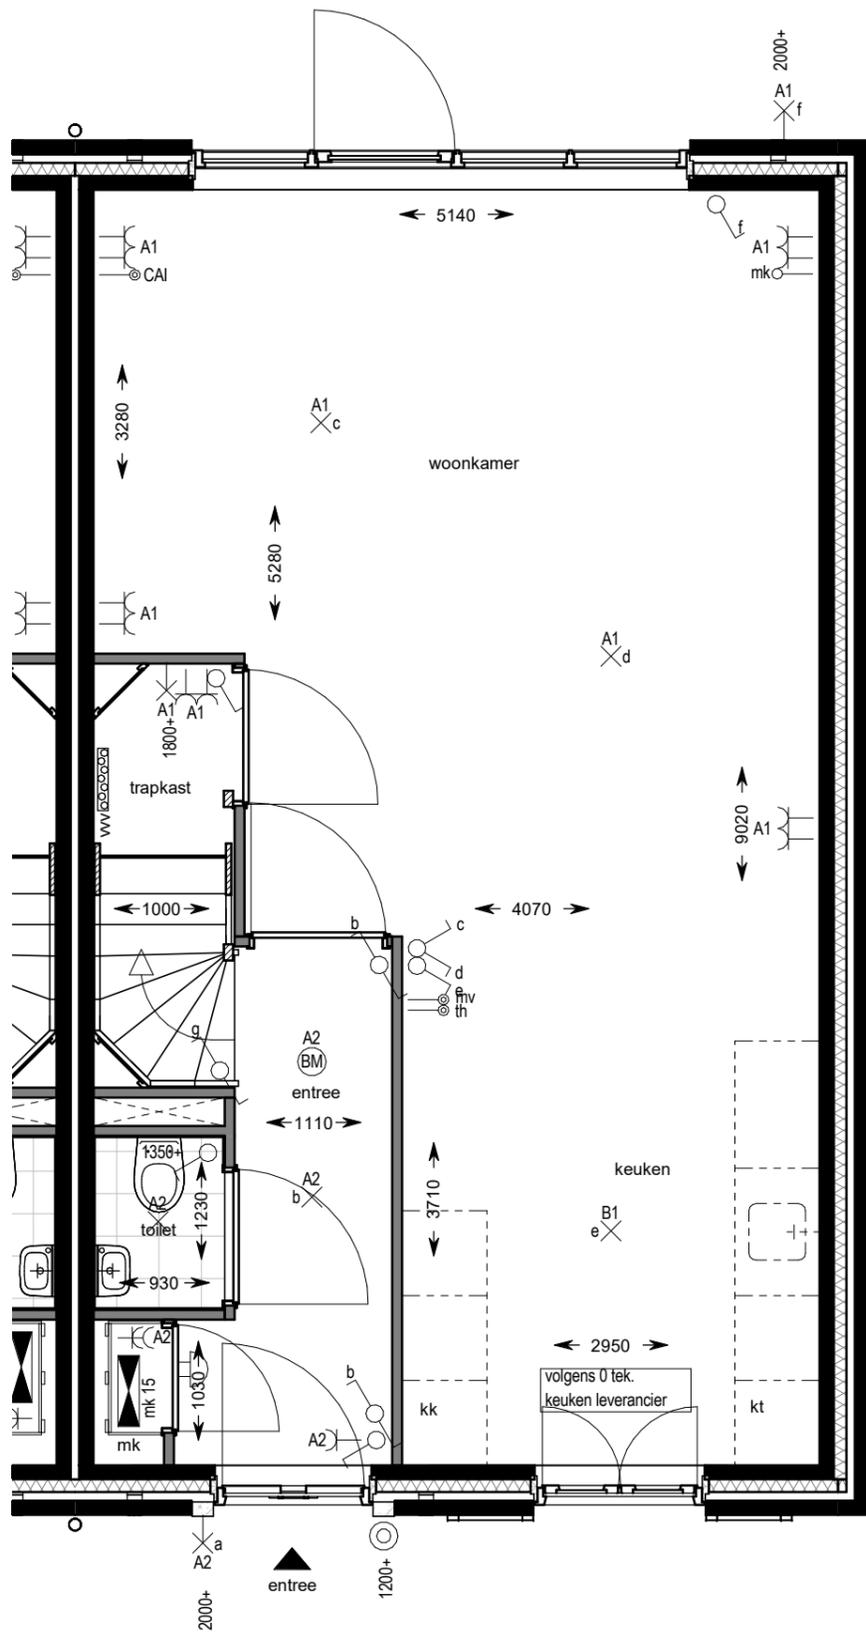 2000+
A1
f
5140
f
A1
A1
CAI
mk
3280
A1
c
woonkamer
5280
A1
A1
d
A1
A1
1800+
trapkast
VV
9020
A1
1000
4070
b
c
d
e
mv
th
g
A2
BM
entree
1110
1350+
A2
toilet
1230
A2
b
3710
keuken
B1
e
930
A2
1030
mk 15
mk
2950
volgens 0 tek.
keuken leverancier
b
kk
kt
A2
a
A2
2000+
entree
1200+